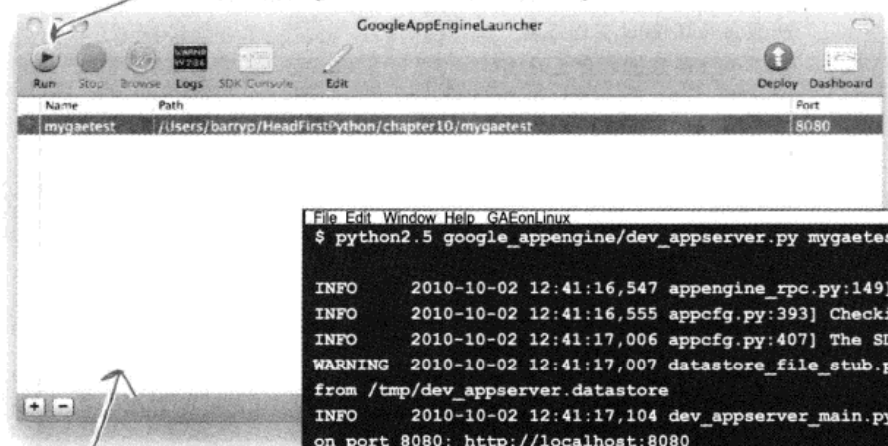 GoogleAppEngineLauncher
Run Stop Browse Logs SDK Console Edit Deploy Dashboard
Name Path Port
mygaetest /Users/barryp/HeadFirstPython/chapter10/mygaetest 8080
File Edit Window Help GAEonLinux
$ python2.5 google_appengine/dev_appserver.py mygaetes
INFO 2010-10-02 12:41:16,547 appengine_rpc.py:149]
INFO 2010-10-02 12:41:16,555 appcfg.py:393] Checki
INFO 2010-10-02 12:41:17,006 appcfg.py:407] The SD
WARNING 2010-10-02 12:41:17,007 datastore_file_stub.p
from /tmp/dev_appserver.datastore
INFO 2010-10-02 12:41:17,104 dev_appserver_main.py
on port 8080: http://localhost:8080